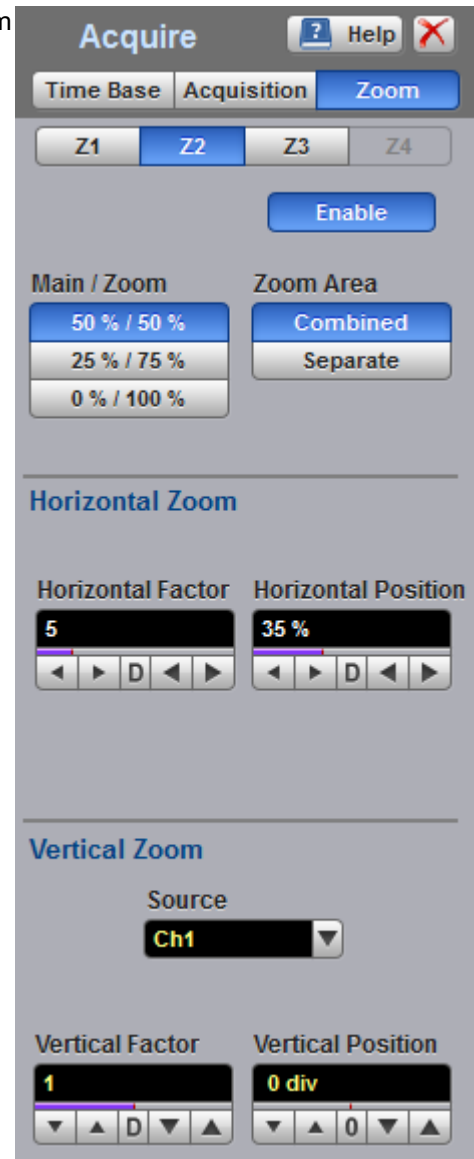 m
Acquire ? Help
Time Base Acquisition Zoom
Z1 Z2 Z3 Z4
Enable
Main / Zoom Zoom Area
50 % / 50 % Combined
25 % / 75 % Separate
0 % / 100 %
Horizontal Zoom
Horizontal Factor Horizontal Position
5 35 %
D D
Vertical Zoom
Source
Ch1
Vertical Factor Vertical Position
1 0 div
D 0